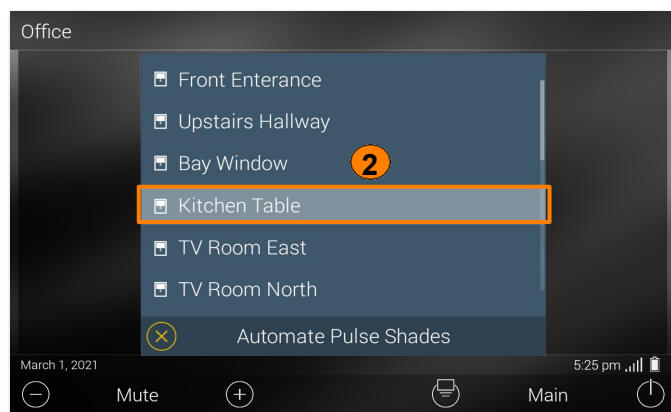 Office
Front Enterance
Upstairs Hallway
Bay Window
2
Kitchen Table
TV Room East
TV Room North
Automate Pulse Shades
March 1, 2021
5:25 pm
Mute
Main